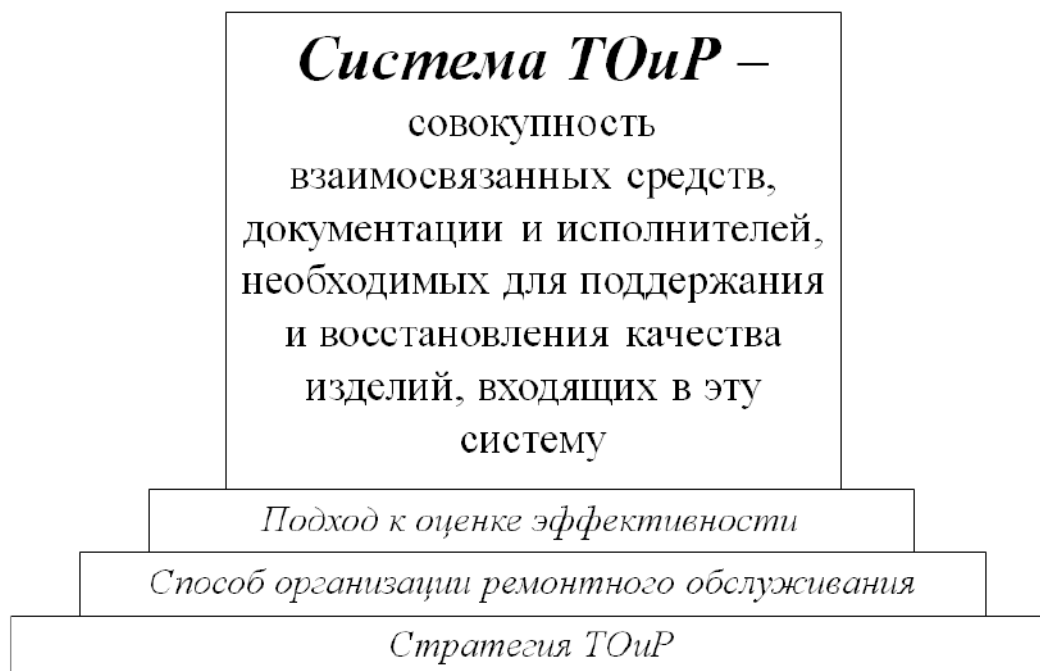 Система ТОиР –
совокупность
взаимосвязанных средств,
документации и исполнителей,
необходимых для поддержания
и восстановления качества
изделий, входящих в эту
систему
Подход к оценке эффективности
Способ организации ремонтного обслуживания
Стратегия ТОиР